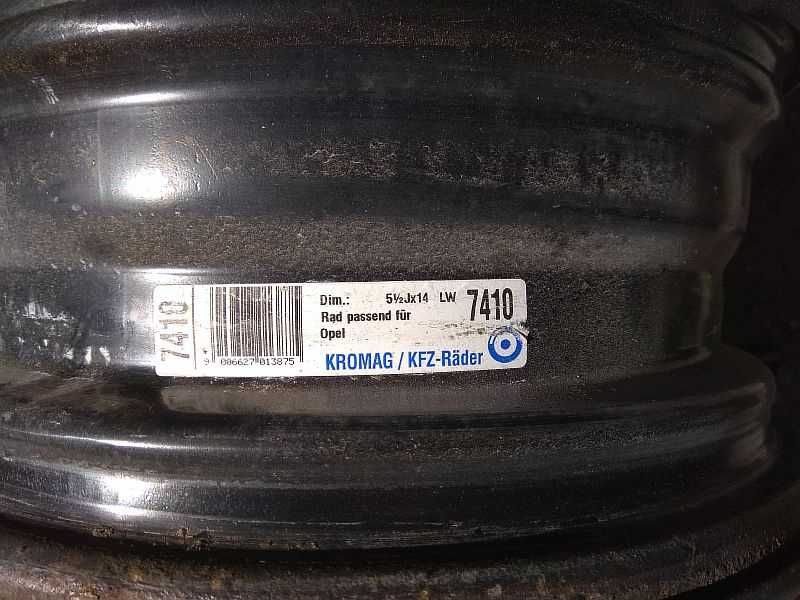 7410
9 006627 013875
Dim.: 5½Jx14 LW 7410
Rad passend für
Opel
KROMAG / KFZ-Räder